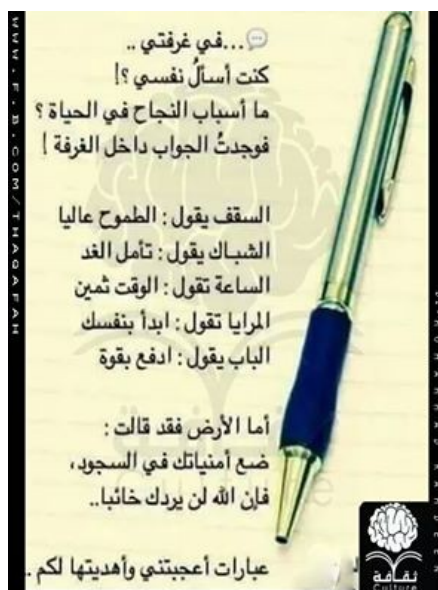 ...في غرفتي ..
كنت أسألُ نفسي ؟!
ما أسباب النجاح في الحياة ؟
فوجدتُ الجواب داخل الغرفة !
السقف يقول : الطموح عاليا
الشباك يقول : تأمل الغد
الساعة تقول : الوقت ثمين
المرايا تقول : ابدأ بنفسك
الباب يقول : ادفع بقوة
أما الأرض فقد قالت :
ضع أمنياتك في السجود،
فإن الله لن يردك خائبا..
عبارات أعجبتني وأهديتها لكم ..
WWW.F.B.COM/THAQAFAH
ثقافة
Culture